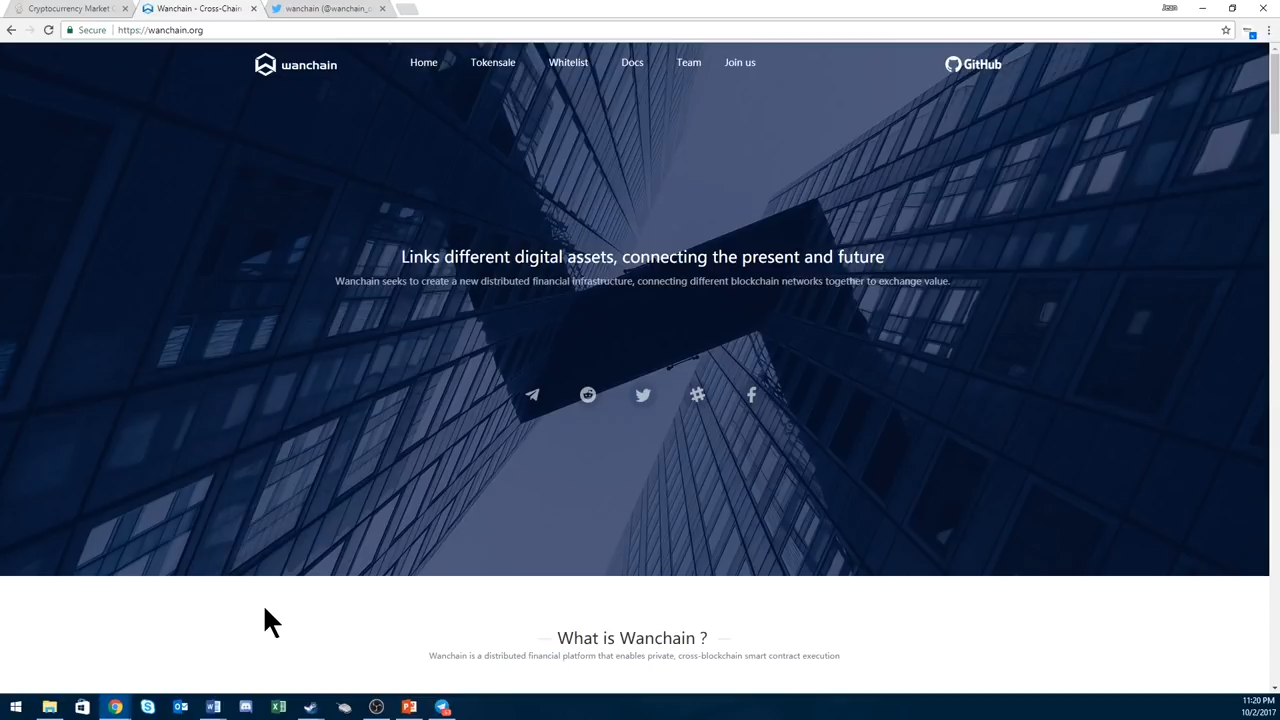 Cryptocurrency Market C
Wanchain - Cross-Chain
wanchain (@wanchain_o
Secure
https://wanchain.org
wanchain
Home
Tokensale
Whitelist
Docs
Team
Join us
GitHub
Links different digital assets, connecting the present and future
Wanchain seeks to create a new distributed financial infrastructure, connecting different blockchain networks together to exchange value.
What is Wanchain ?
Wanchain is a distributed financial platform that enables private, cross-blockchain smart contract execution
11:20 PM
10/2/2017